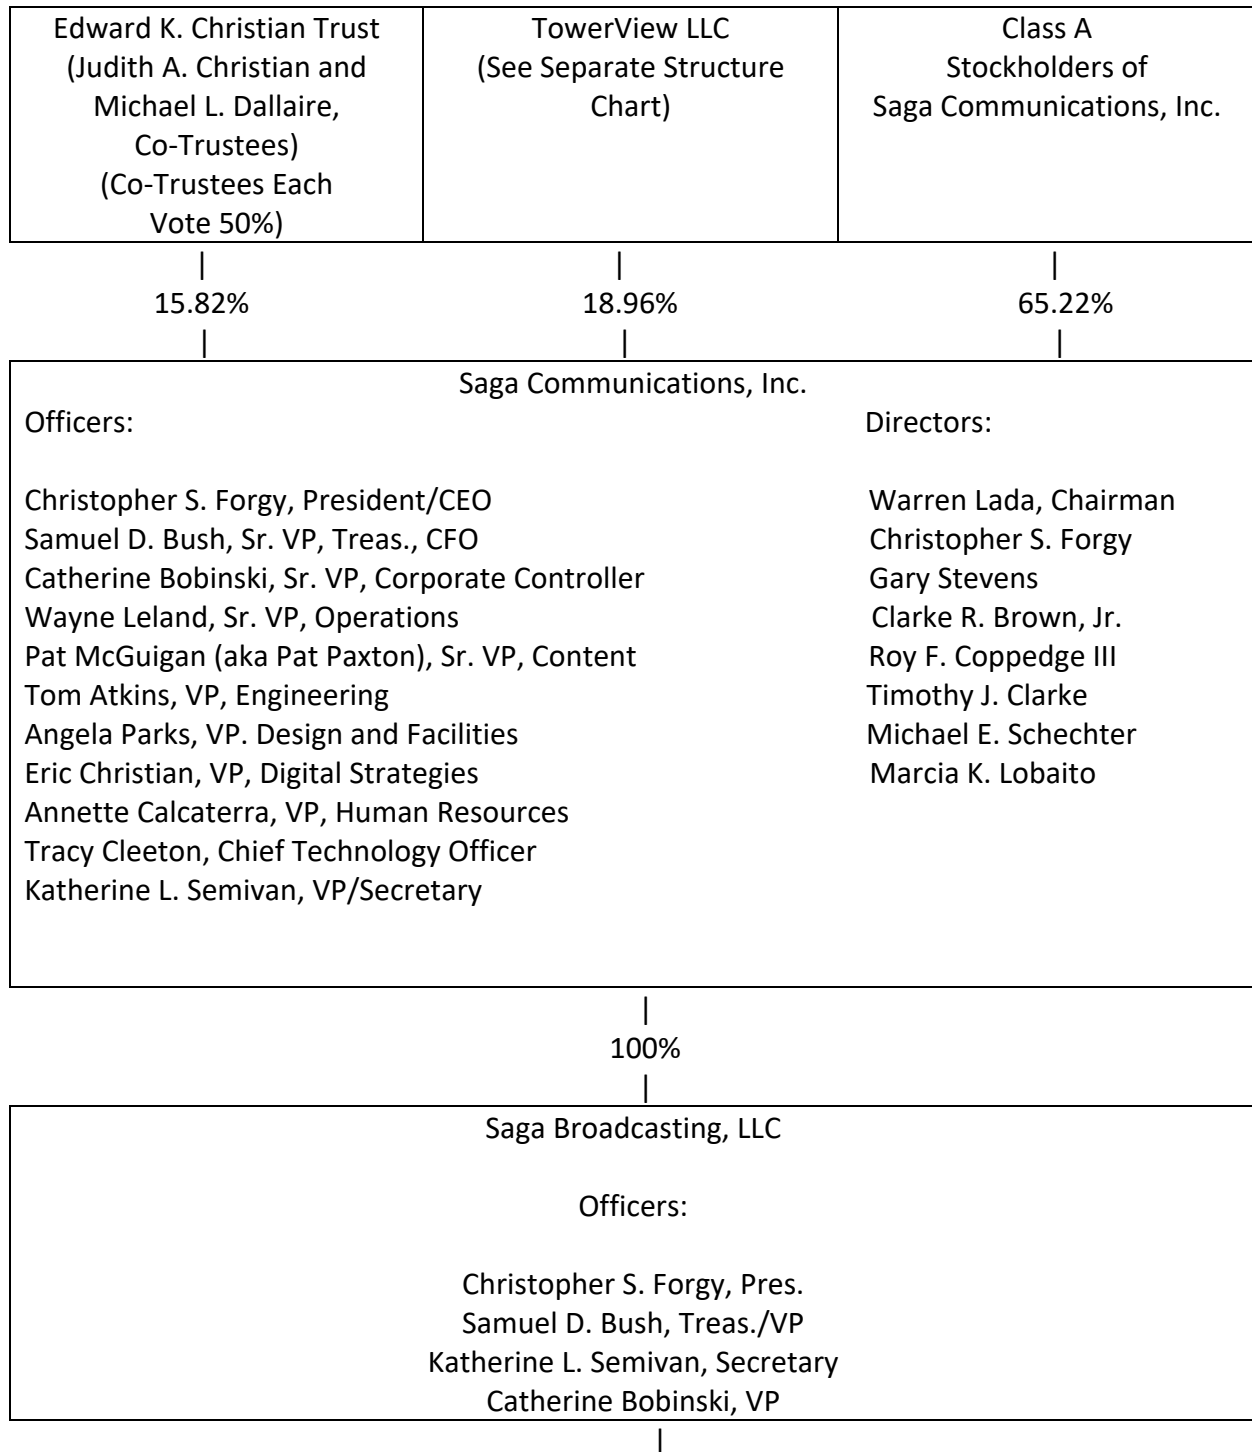 Edward K. Christian Trust
(Judith A. Christian and
Michael L. Dallaire,
Co-Trustees)
(Co-Trustees Each
Vote 50%)
TowerView LLC
(See Separate Structure
Chart)
Class A
Stockholders of
Saga Communications, Inc.
15.82%
18.96%
65.22%
Saga Communications, Inc.
Officers:
Christopher S. Forgy, President/CEO
Samuel D. Bush, Sr. VP, Treas., CFO
Catherine Bobinski, Sr. VP, Corporate Controller
Wayne Leland, Sr. VP, Operations
Pat McGuigan (aka Pat Paxton), Sr. VP, Content
Tom Atkins, VP, Engineering
Angela Parks, VP. Design and Facilities
Eric Christian, VP, Digital Strategies
Annette Calcaterra, VP, Human Resources
Tracy Cleeton, Chief Technology Officer
Katherine L. Semivan, VP/Secretary
Directors:
Warren Lada, Chairman
Christopher S. Forgy
Gary Stevens
Clarke R. Brown, Jr.
Roy F. Coppedge III
Timothy J. Clarke
Michael E. Schechter
Marcia K. Lobaito
100%
Saga Broadcasting, LLC
Officers:
Christopher S. Forgy, Pres.
Samuel D. Bush, Treas./VP
Katherine L. Semivan, Secretary
Catherine Bobinski, VP